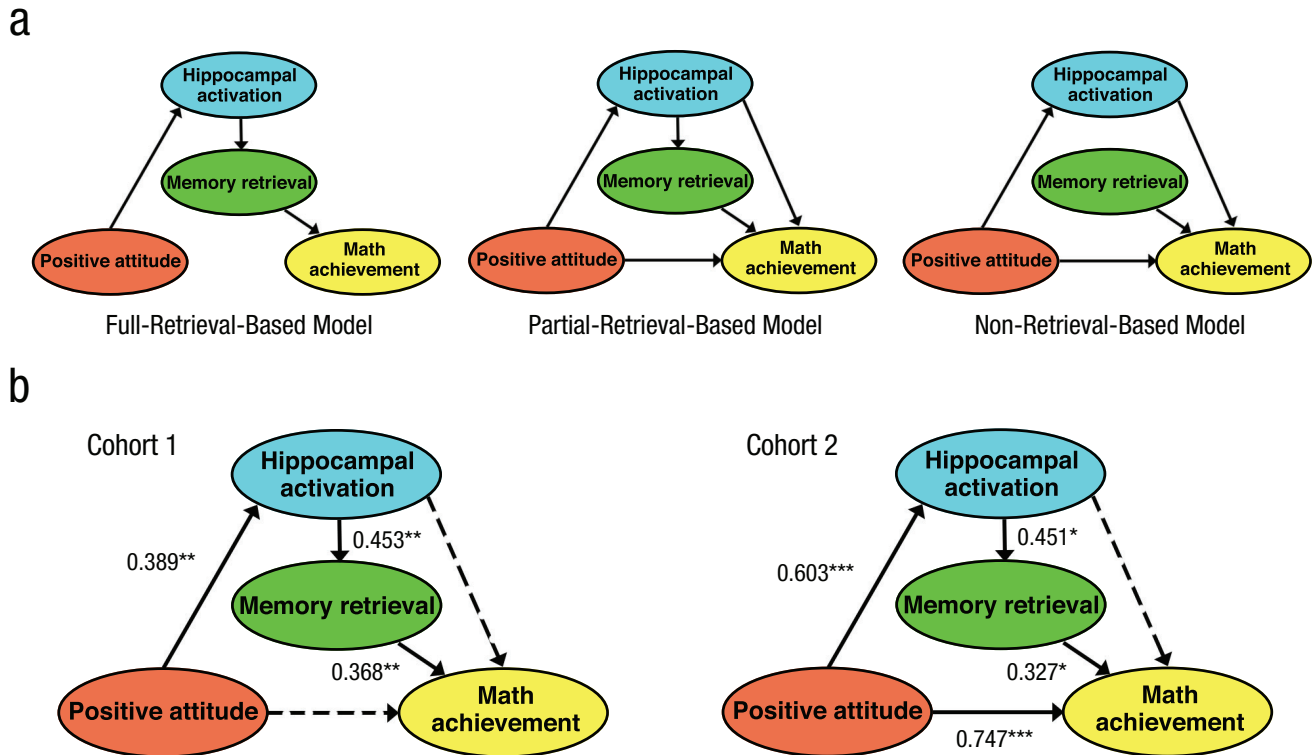 a
Hippocampal
activation
Memory retrieval
Positive attitude
Math
achievement
Full-Retrieval-Based Model
Hippocampal
activation
Memory retrieval
Positive attitude
Math
achievement
Partial-Retrieval-Based Model
Hippocampal
activation
Memory retrieval
Positive attitude
Math
achievement
Non-Retrieval-Based Model
b
Cohort 1
Hippocampal
activation
0.389**
0.453**
Memory retrieval
0.368**
Positive attitude
Math
achievement
Cohort 2
Hippocampal
activation
0.603***
0.451*
Memory retrieval
0.327*
Positive attitude
Math
achievement
0.747***